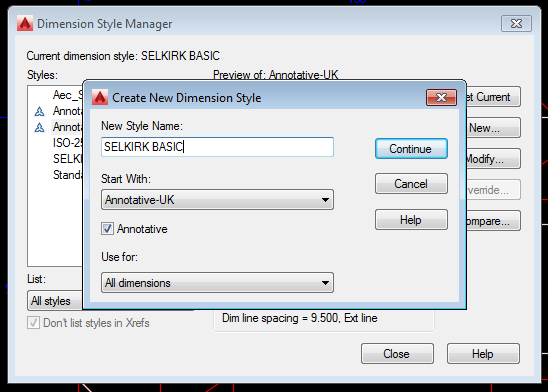 Dimension Style Manager
Current dimension style: SELKIRK BASIC
Styles:
Preview of: Annotative-UK
Aec_S
Annota
Annota
ISO-25
SELKI
Standa
Create New Dimension Style
New Style Name:
SELKIRK BASIC
Start With:
Annotative-UK
Annotative
Use for:
All dimensions
Continue
Cancel
Help
et Current
New...
Modify...
verride...
ompare...
List:
All styles
Don't list styles in Xrefs
Dim line spacing = 9.500, Ext line
Close
Help